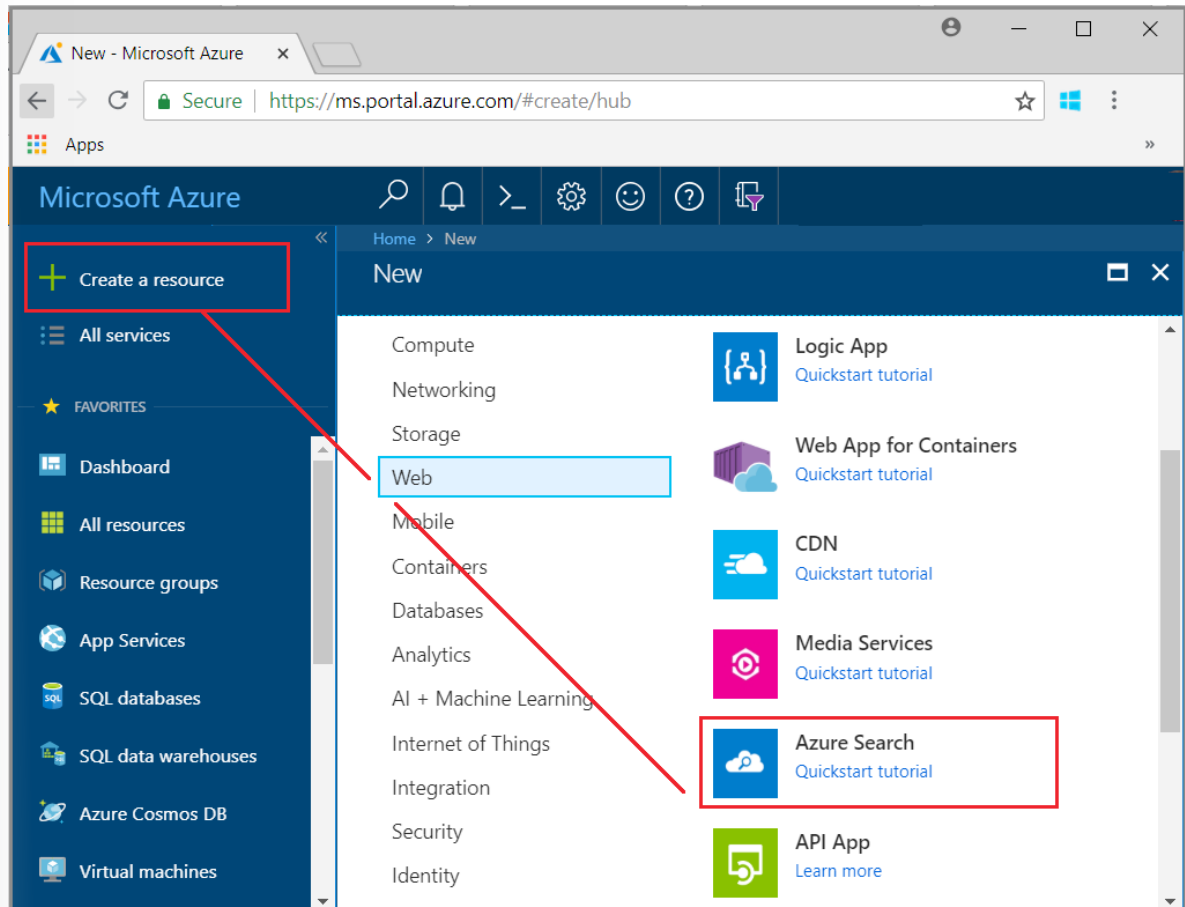 New - Microsoft Azure
Secure https://ms.portal.azure.com/#create/hub
Apps
»
Microsoft Azure
«
Home > New
Create a resource
New
All services
FAVORITES
Dashboard
All resources
Resource groups
App Services
SQL
SQL databases
SQL data warehouses
Azure Cosmos DB
Virtual machines
Compute
Networking
Storage
Web
Mobile
Containers
Databases
Analytics
AI + Machine Learning
Internet of Things
Integration
Security
Identity
Logic App
Quickstart tutorial
Web App for Containers
Quickstart tutorial
CDN
Quickstart tutorial
Media Services
Quickstart tutorial
Azure Search
Quickstart tutorial
API App
Learn more